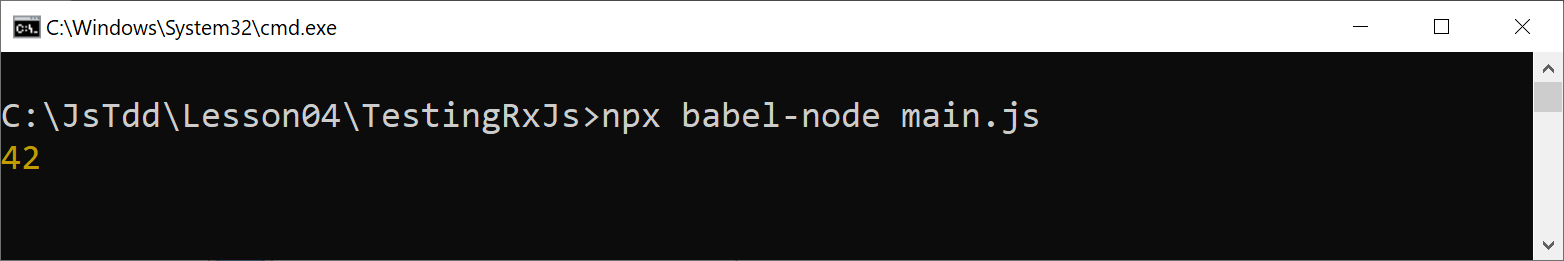 C:\Windows\System32\cmd.exe
C:\JsTdd\Lesson04\TestingRxJs>npx babel-node main.js
42